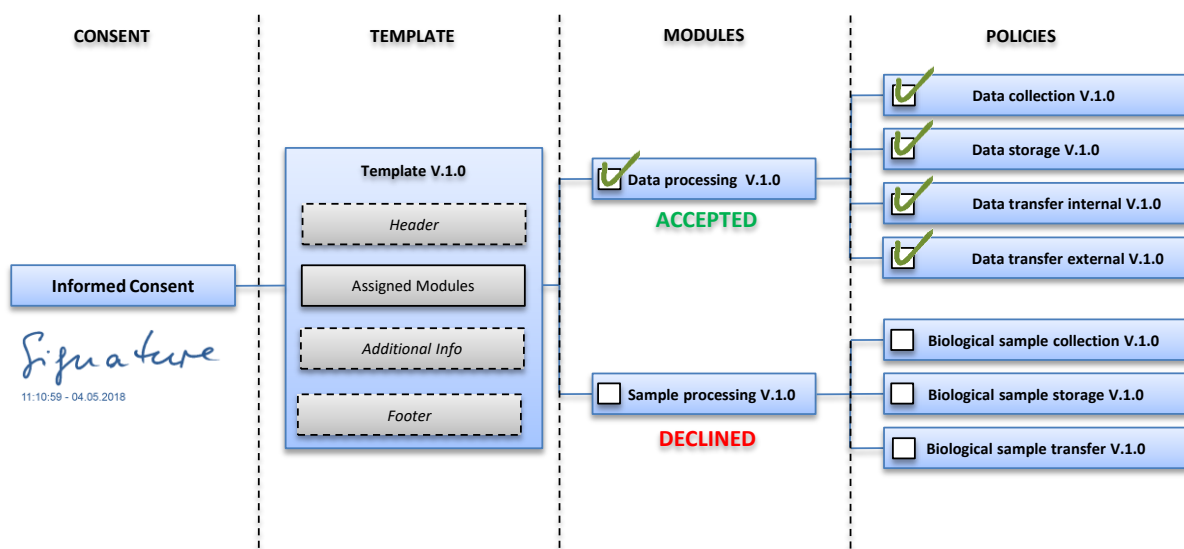 CONSENT
TEMPLATE
MODULES
POLICIES
Informed Consent
Signature
11:10:59 - 04.05.2018
Template V.1.0
Header
Assigned Modules
Additional Info
Footer
Data processing V.1.0
ACCEPTED
Sample processing V.1.0
DECLINED
Data collection V.1.0
Data storage V.1.0
Data transfer internal V.1.0
Data transfer external V.1.0
Biological sample collection V.1.0
Biological sample storage V.1.0
Biological sample transfer V.1.0